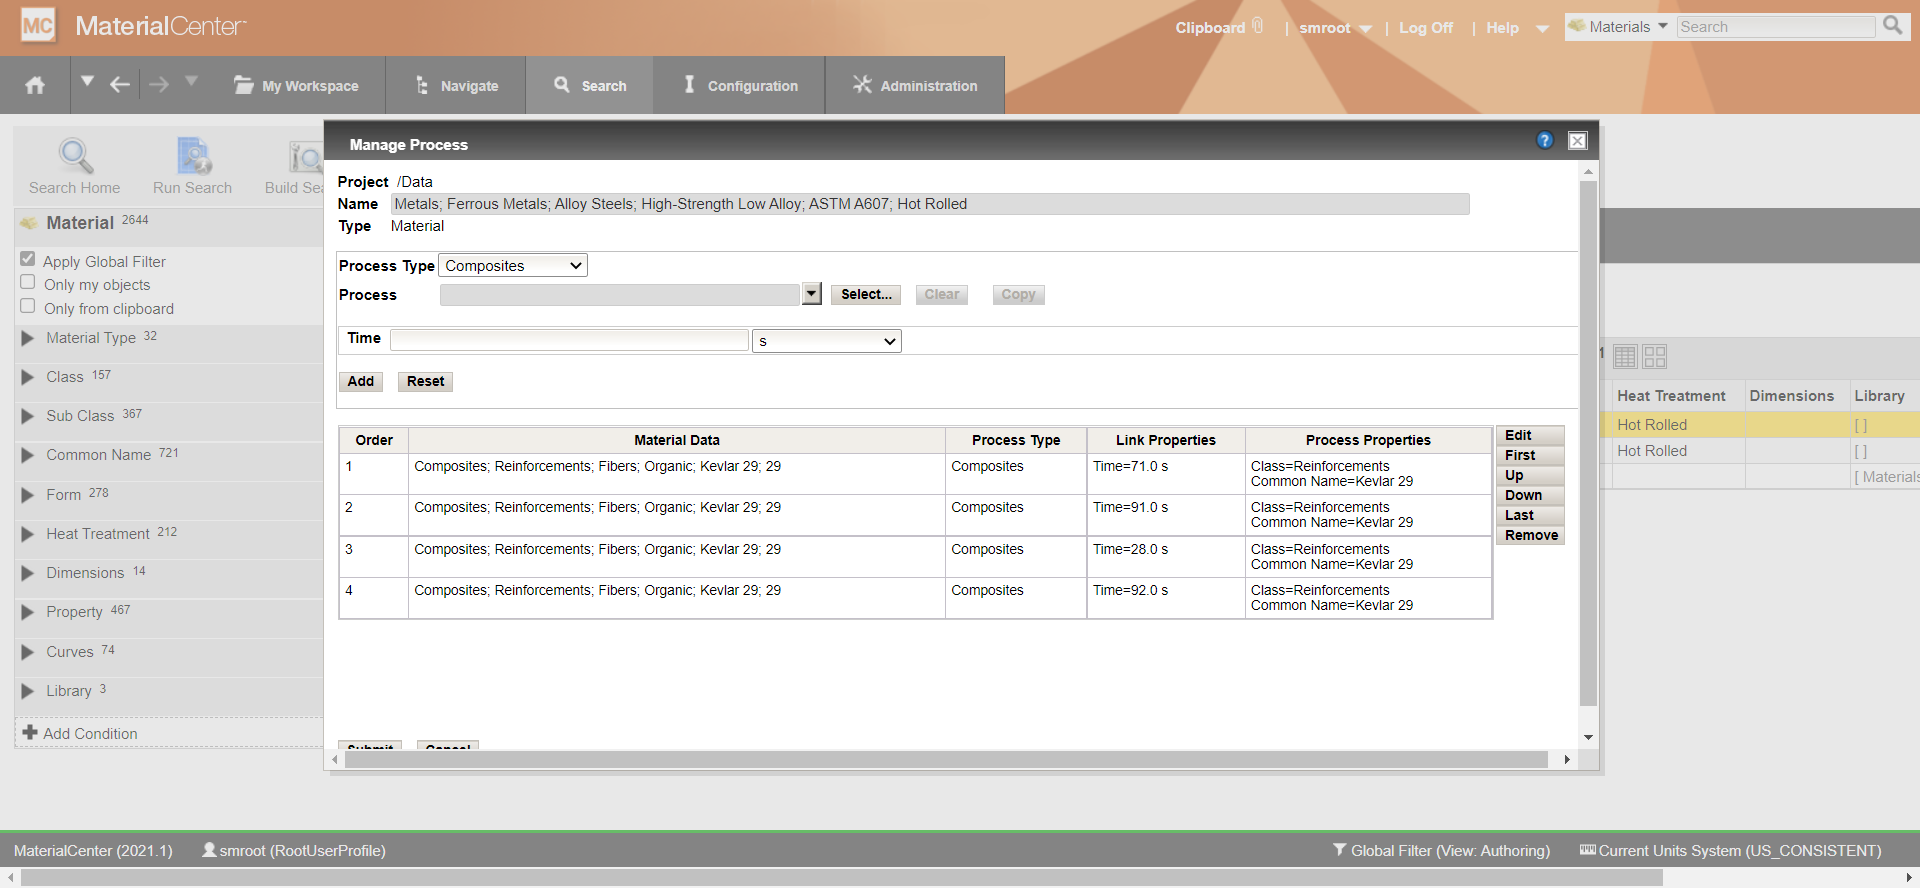 MC MaterialCenter
Clipboard | smroot | Log Off | Help Materials Search
My Workspace Navigate Search Configuration Administration
Search Home Run Search Build Sea
Material 2644
Apply Global Filter
Only my objects
Only from clipboard
Material Type 32
Class 157
Sub Class 367
Common Name 721
Form 278
Heat Treatment 212
Dimensions 14
Property 467
Curves 74
Library 3
Add Condition
Manage Process ?
Project /Data
Name Metals; Ferrous Metals; Alloy Steels; High-Strength Low Alloy; ASTM A607; Hot Rolled
Type Material
Process Type Composites
Process Select... Clear Copy
Time s
Add Reset
Order Material Data Process Type Link Properties Process Properties
1 Composites; Reinforcements; Fibers; Organic; Kevlar 29; 29 Composites Time=71.0 s Class=Reinforcements
Common Name=Kevlar 29
2 Composites; Reinforcements; Fibers; Organic; Kevlar 29; 29 Composites Time=91.0 s Class=Reinforcements
Common Name=Kevlar 29
3 Composites; Reinforcements; Fibers; Organic; Kevlar 29; 29 Composites Time=28.0 s Class=Reinforcements
Common Name=Kevlar 29
4 Composites; Reinforcements; Fibers; Organic; Kevlar 29; 29 Composites Time=92.0 s Class=Reinforcements
Common Name=Kevlar 29
Edit
First
Up
Down
Last
Remove
Submit Cancel
1
Heat Treatment Dimensions Library
Hot Rolled [ ]
Hot Rolled [ ]
[ Materials
MaterialCenter (2021.1) smroot (RootUserProfile) Global Filter (View: Authoring) Current Units System (US_CONSISTENT)